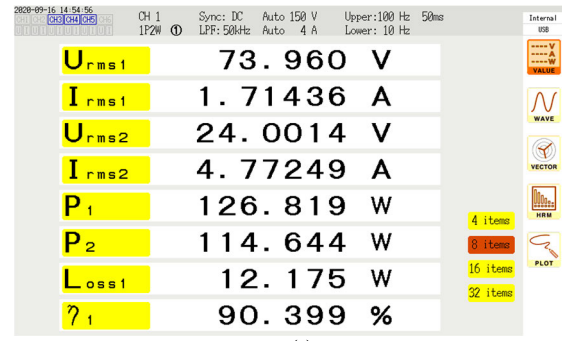 2020-09-16 14:54:56
CH3 CH4 CH5 CH6
CH 1 Sync: DC Auto 150 V Upper:100 Hz 50ms
1P2W ① LPF: 50kHz Auto 4 A Lower: 10 Hz
Internal
USB
Urms1 73.960 V
Irms1 1.71436 A
Urms2 24.0014 V
Irms2 4.77249 A
P1 126.819 W
P2 114.644 W
Loss1 12.175 W
η1 90.399 %
4 items
8 items
16 items
32 items
V
A
W
VALUE
WAVE
VECTOR
HRM
PLOT